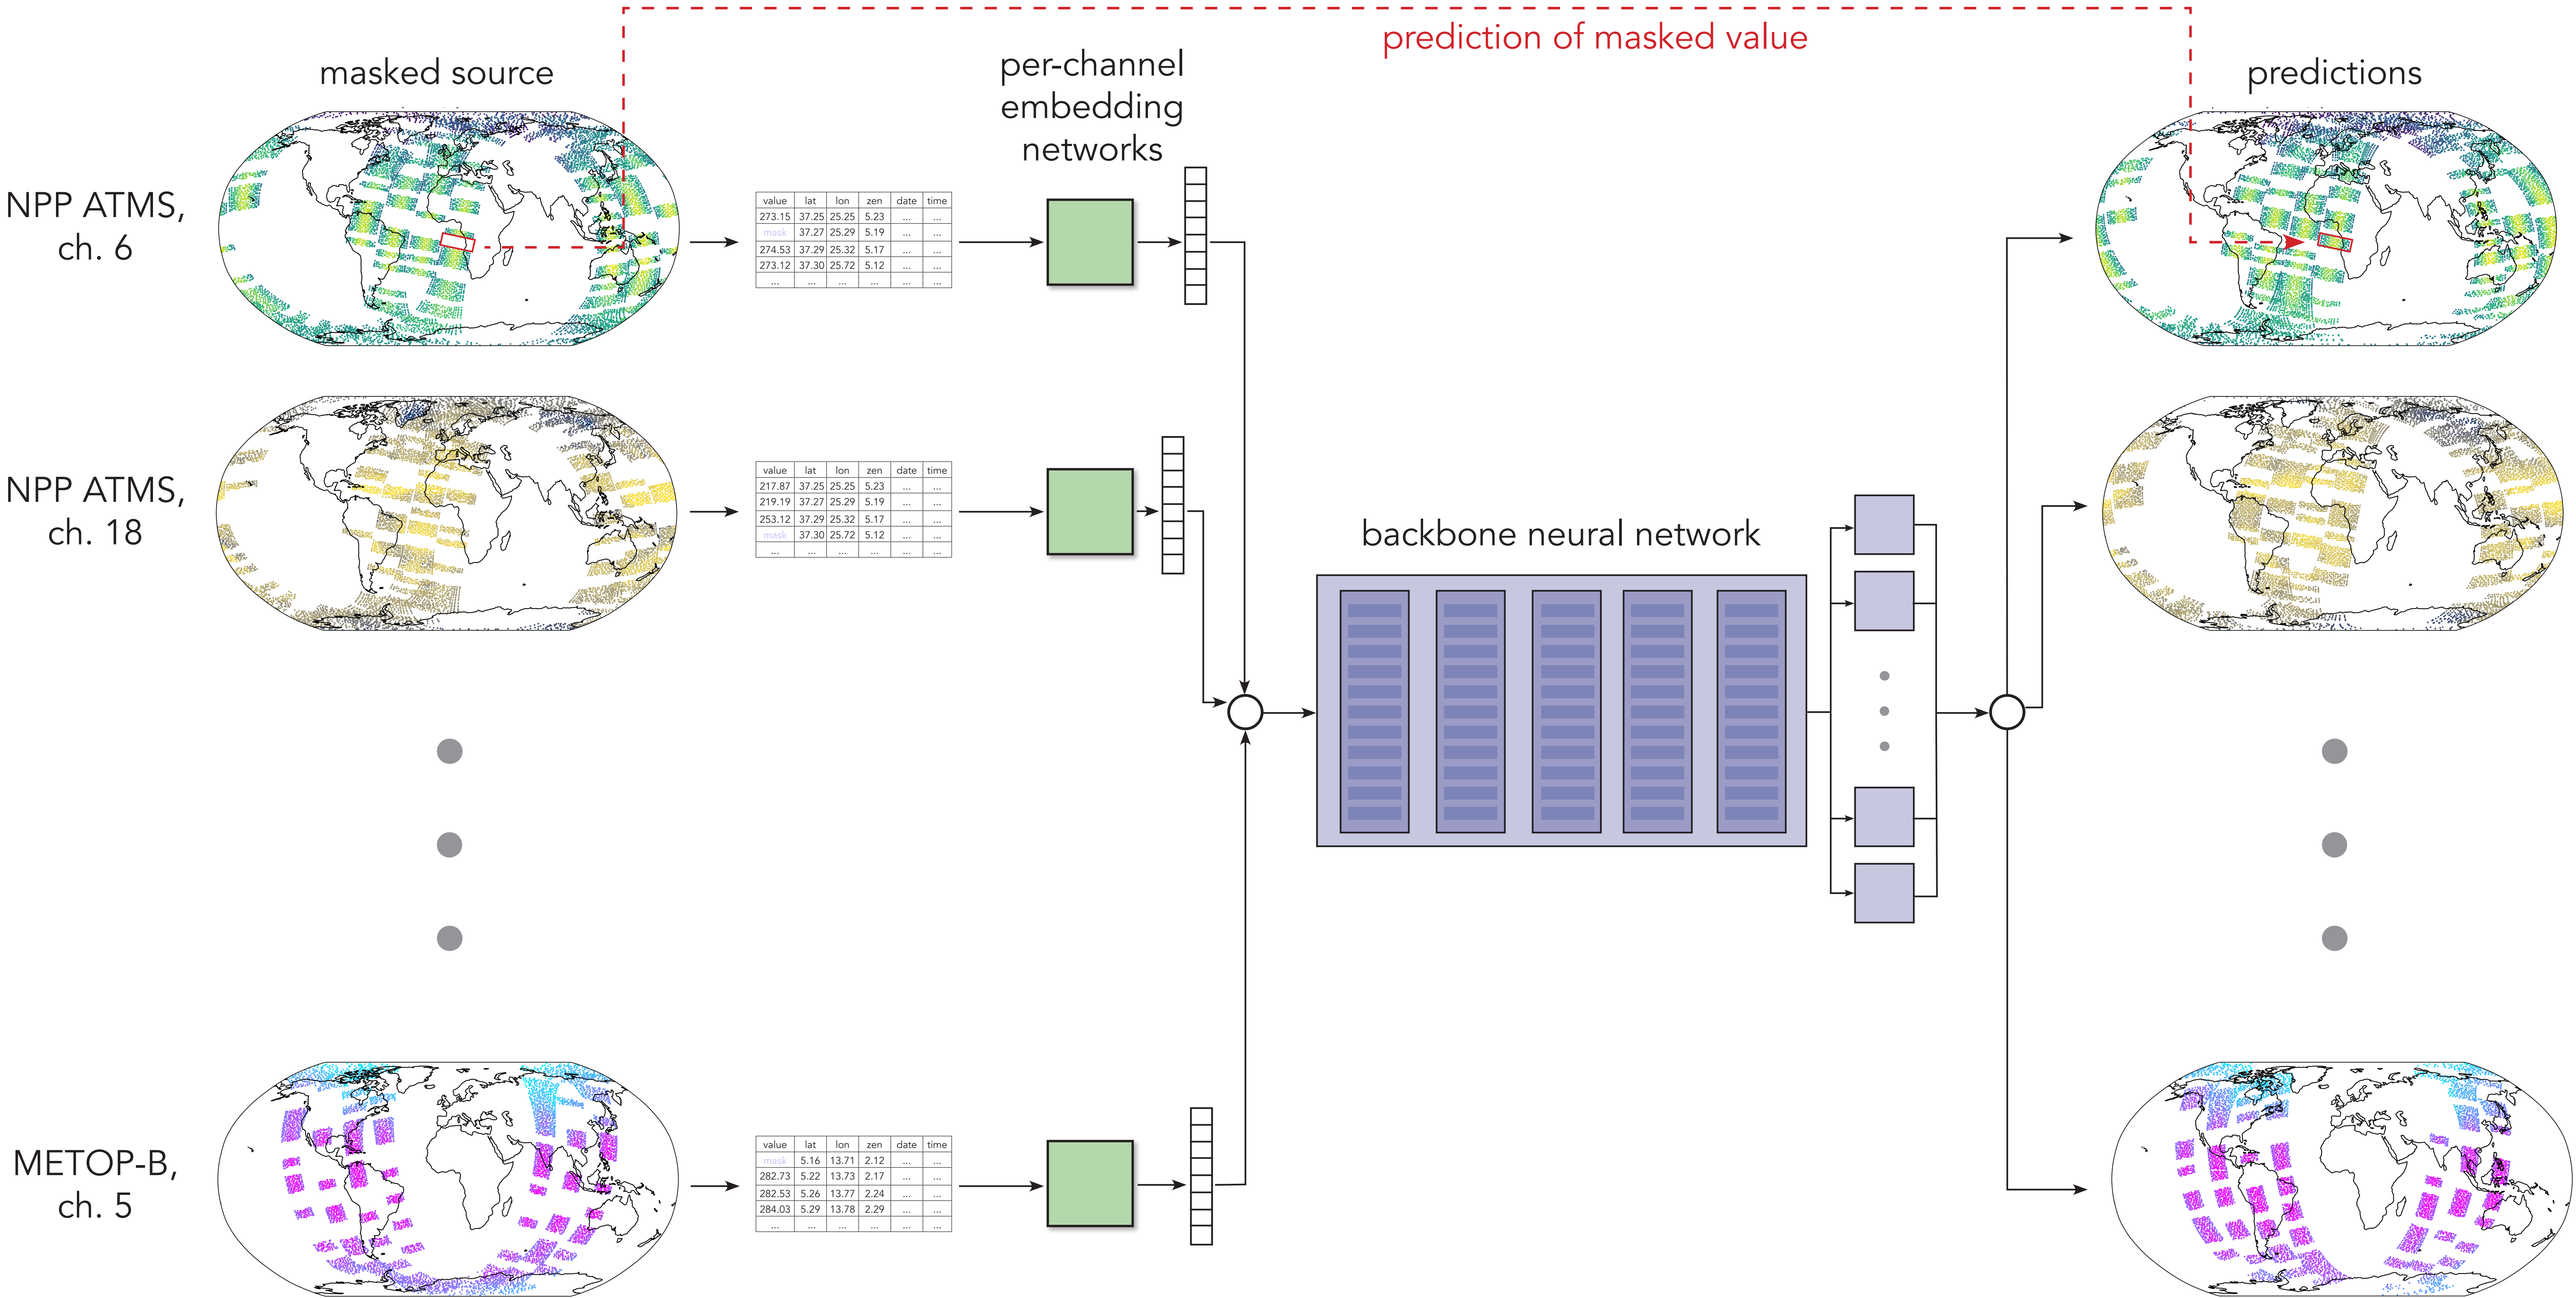 prediction of masked value
masked source
per-channel
embedding
networks
predictions
NPP ATMS,
ch. 6
value lat lon zen date time
273.15 37.25 25.25 5.23 ... ...
mask 37.27 25.29 5.19 ... ...
274.53 37.29 25.32 5.17 ... ...
273.12 37.30 25.72 5.12 ... ...
... ... ... ... ... ...
NPP ATMS,
ch. 18
value lat lon zen date time
217.87 37.25 25.25 5.23 ... ...
219.19 37.27 25.29 5.19 ... ...
253.12 37.29 25.32 5.17 ... ...
mask 37.30 25.72 5.12 ... ...
... ... ... ... ... ...
backbone neural network
METOP-B,
ch. 5
value lat lon zen date time
mask 5.16 13.71 2.12 ... ...
282.73 5.22 13.73 2.17 ... ...
282.53 5.26 13.77 2.24 ... ...
284.03 5.29 13.78 2.29 ... ...
... ... ... ... ... ...